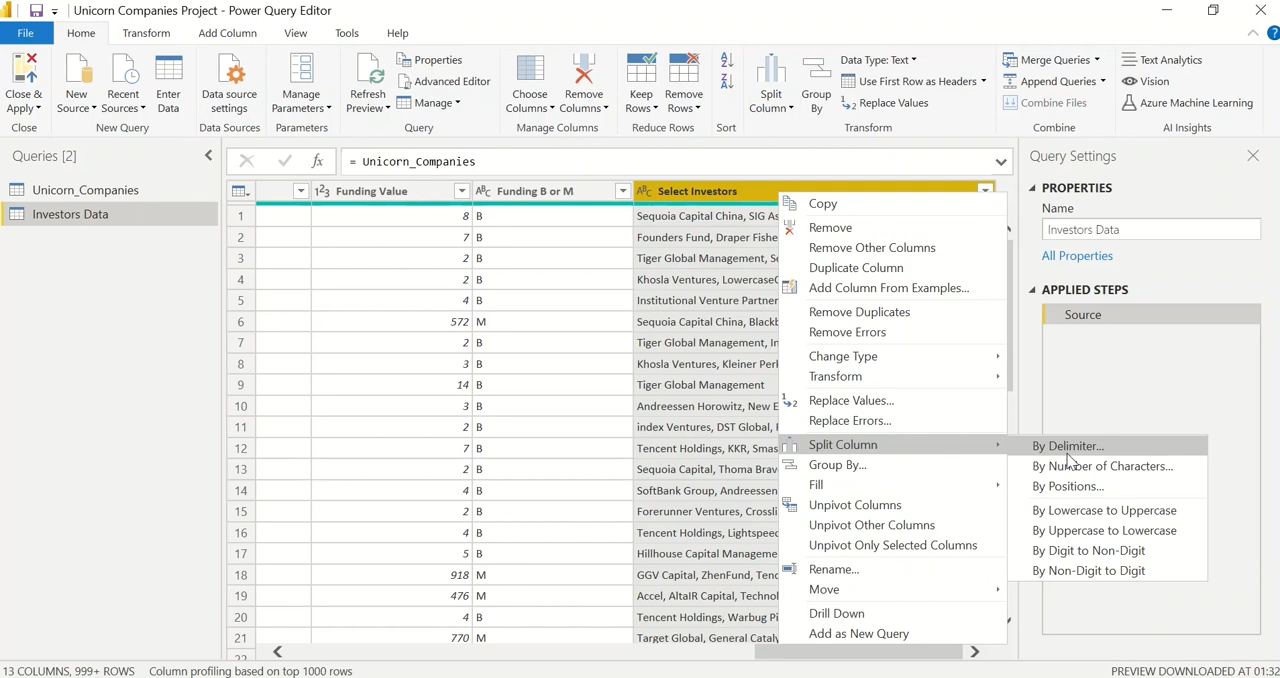 Unicorn Companies Project - Power Query Editor
File Home Transform Add Column View Tools Help
Close & Apply
New Source
Recent Sources
Enter Data
Data source settings
Manage Parameters
Refresh Preview
Properties
Advanced Editor
Manage
Choose Columns
Remove Columns
Keep Rows
Remove Rows
Split Column
Group By
Data Type: Text
Use First Row as Headers
Replace Values
Merge Queries
Append Queries
Combine Files
Text Analytics
Vision
Azure Machine Learning
Close New Query Data Sources Parameters Query Manage Columns Reduce Rows Sort Transform Combine AI Insights
Queries [2]
Unicorn_Companies
Investors Data
fx = Unicorn_Companies
123 Funding Value ABC Funding B or M ABC Select Investors
1 8 B Sequoia Capital China, SIG As
2 7 B Founders Fund, Draper Fishe
3 2 B Tiger Global Management, Se
4 2 B Khosla Ventures, LowercaseC
5 4 B Institutional Venture Partner
6 572 M Sequoia Capital China, Blackb
7 2 B Tiger Global Management, In
8 3 B Khosla Ventures, Kleiner Perk
9 14 B Tiger Global Management
10 3 B Andreessen Horowitz, New E
11 2 B index Ventures, DST Global, R
12 7 B Tencent Holdings, KKR, Smas
13 2 B Sequoia Capital, Thoma Brav
14 4 B SoftBank Group, Andreessen
15 2 B Forerunner Ventures, Crossli
16 4 B Tencent Holdings, Lightspeed
17 5 B Hillhouse Capital Manageme
18 918 M GGV Capital, ZhenFund, Tenc
19 476 M Accel, AltaIR Capital, Technol
20 4 B Tencent Holdings, Warbug Pi
21 770 M Target Global, General Cataly
22
Copy
Remove
Remove Other Columns
Duplicate Column
Add Column From Examples...
Remove Duplicates
Remove Errors
Change Type
Transform
Replace Values...
Replace Errors...
Split Column
Group By...
Fill
Unpivot Columns
Unpivot Other Columns
Unpivot Only Selected Columns
Rename...
Move
Drill Down
Add as New Query
By Delimiter...
By Number of Characters...
By Positions...
By Lowercase to Uppercase
By Uppercase to Lowercase
By Digit to Non-Digit
By Non-Digit to Digit
Query Settings
PROPERTIES
Name
Investors Data
All Properties
APPLIED STEPS
Source
13 COLUMNS, 999+ ROWS Column profiling based on top 1000 rows
PREVIEW DOWNLOADED AT 01:32